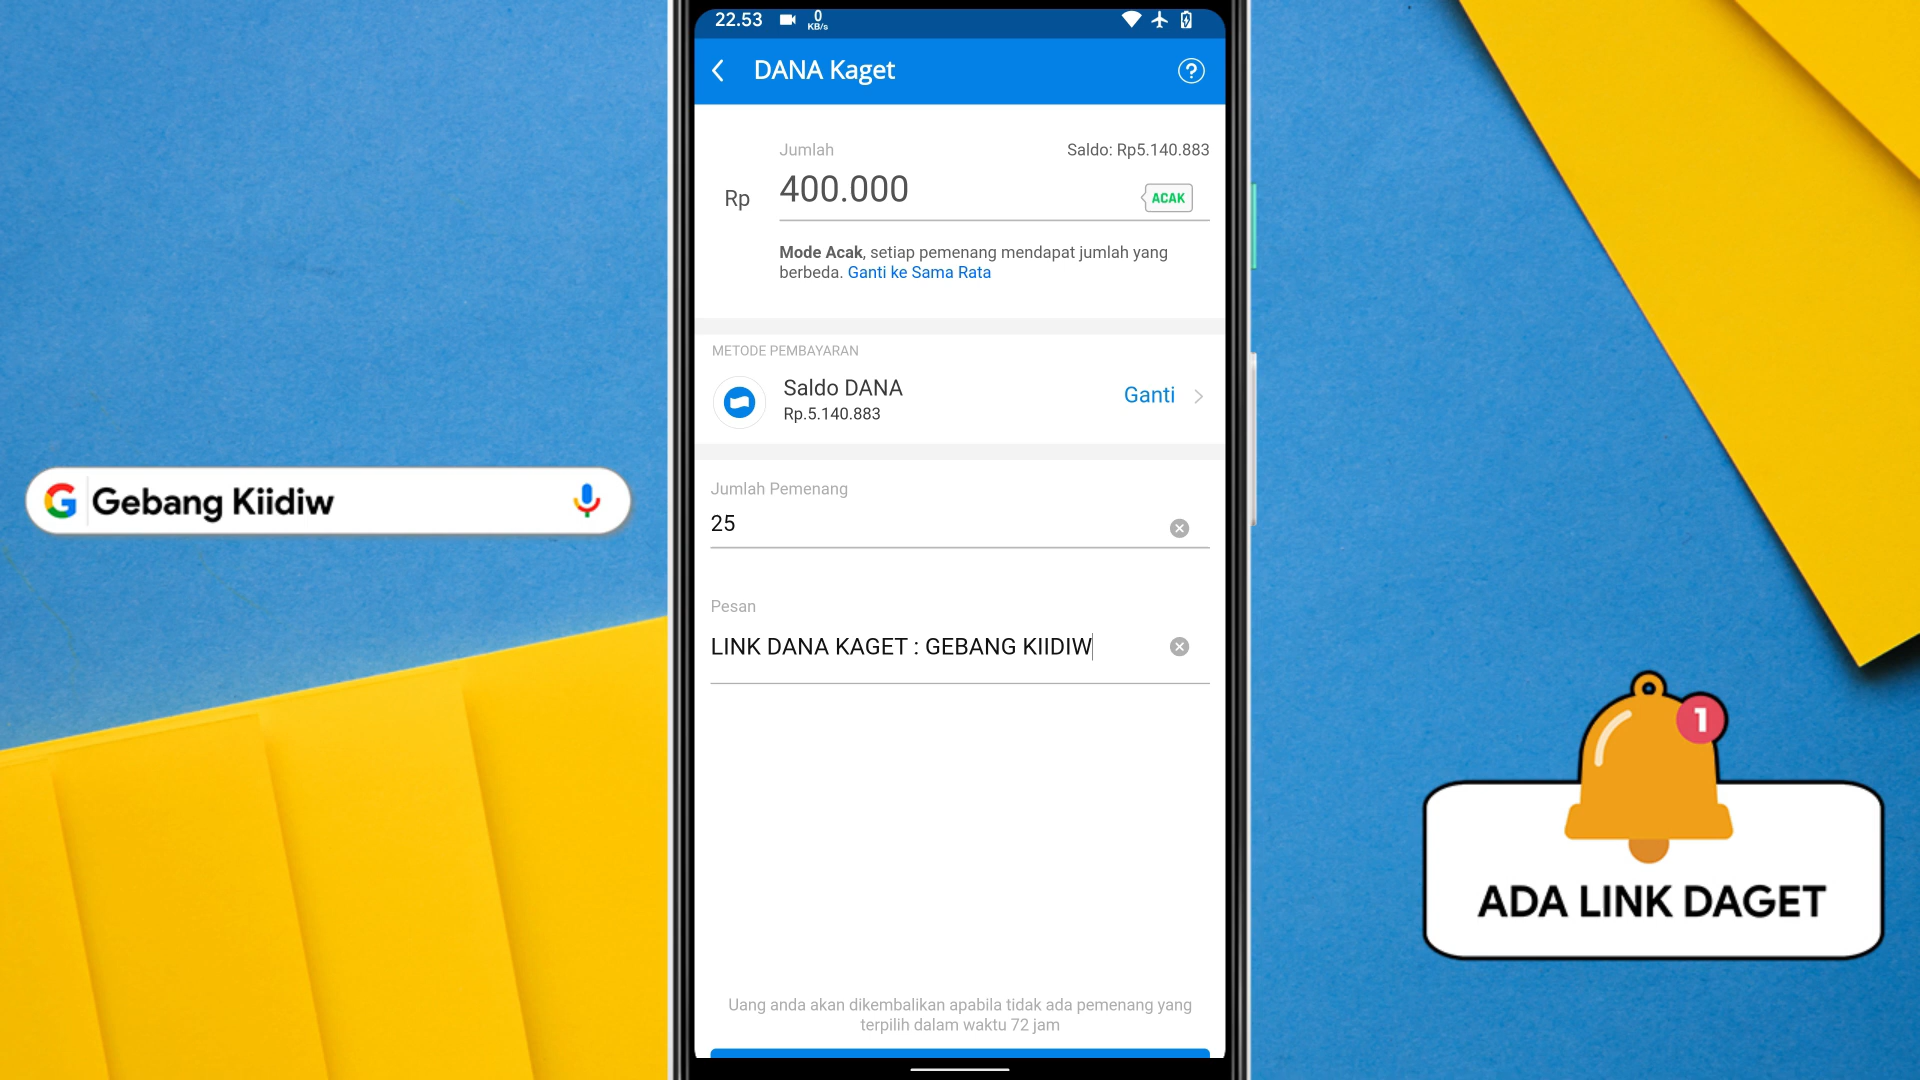 22.53
0
KB/s
DANA Kaget
Jumlah
Saldo: Rp5.140.883
Rp
400.000
ACAK
Mode Acak, setiap pemenang mendapat jumlah yang
berbeda. Ganti ke Sama Rata
METODE PEMBAYARAN
Saldo DANA
Rp.5.140.883
Ganti
G Gebang Kiidiw
Jumlah Pemenang
25
Pesan
LINK DANA KAGET : GEBANG KIIDIW
1
ADA LINK DAGET
Uang anda akan dikembalikan apabila tidak ada pemenang yang
terpilih dalam waktu 72 jam